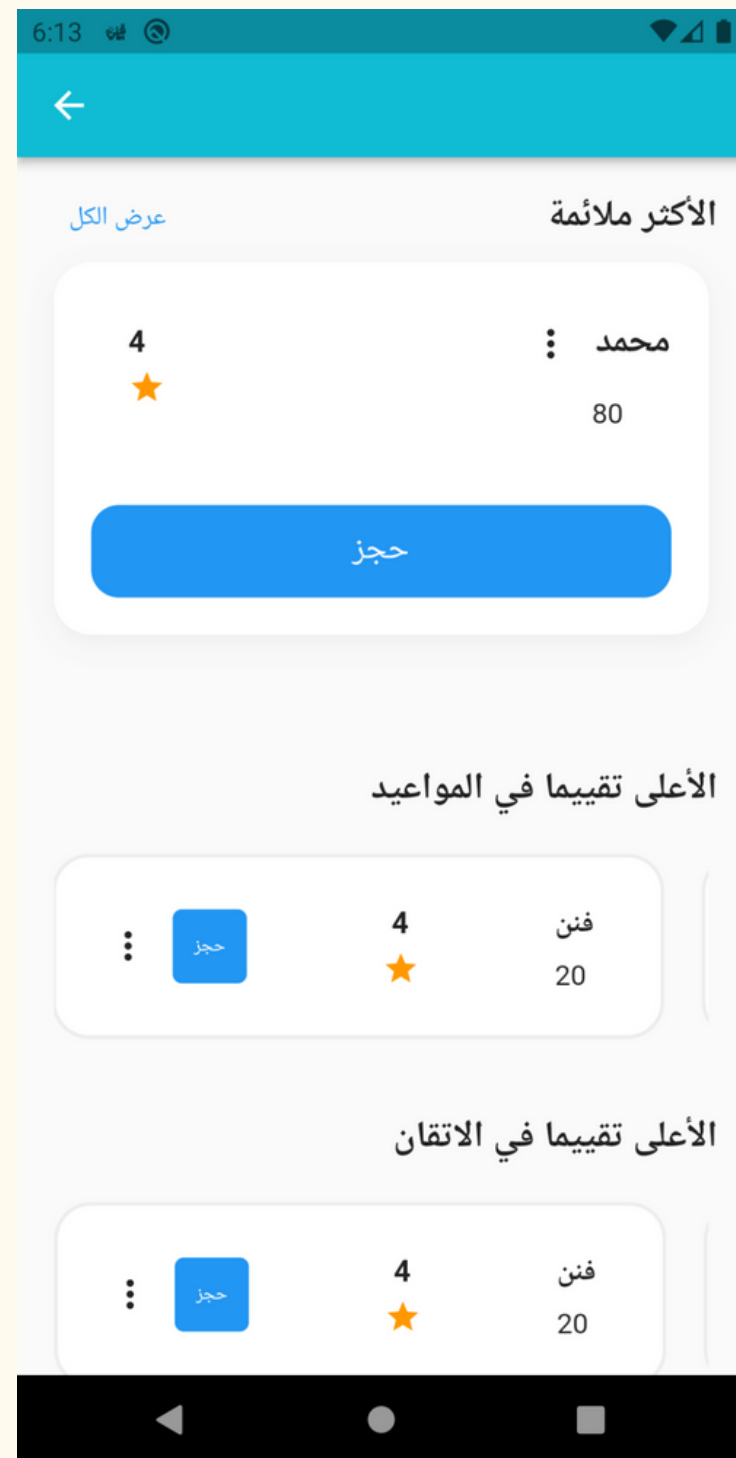 6:13
الأكثر ملائمة
عرض الكل
محمد
4
80
حجز
الأعلى تقييما في المواعيد
فنن
4
حجز
20
الأعلى تقييما في الاتقان
فنن
4
حجز
20